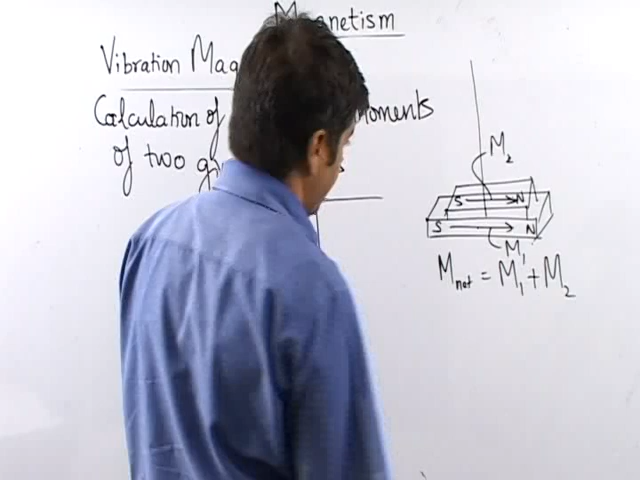 Magnetism
Vibration Mag
Calculation of moments
of two
M2
S N
S N
M1
Mnet = M1 + M2